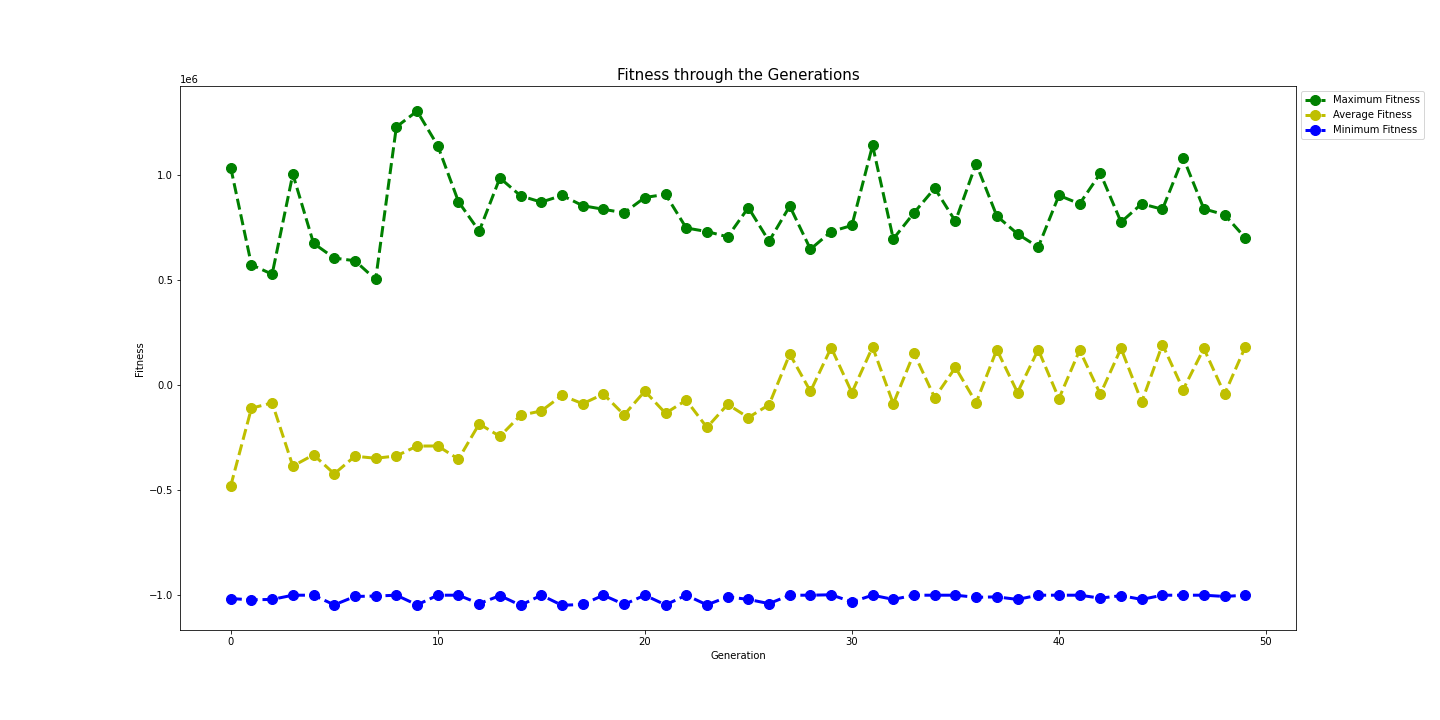 Fitness through the Generations
1e6
Maximum Fitness
Average Fitness
Minimum Fitness
1.0
0.5
0.0
−0.5
−1.0
Fitness
0 10 20 30 40 50
Generation